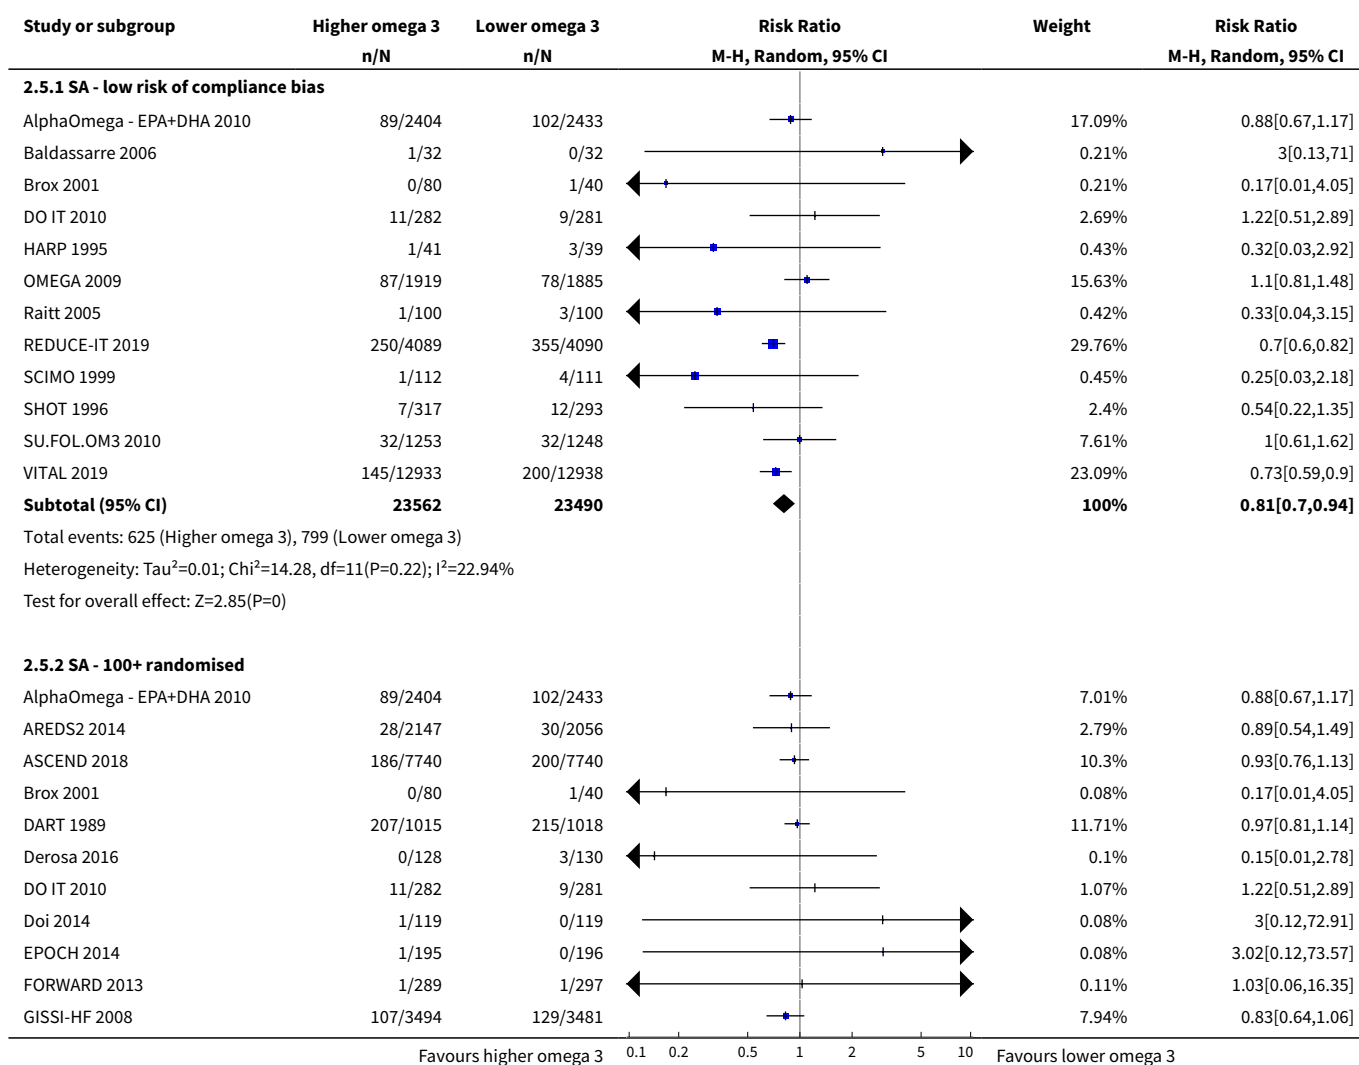 Study or subgroup Higher omega 3 Lower omega 3 Risk Ratio Weight Risk Ratio
n/N n/N M-H, Random, 95% CI M-H, Random, 95% CI
2.5.1 SA - low risk of compliance bias
AlphaOmega - EPA+DHA 2010 89/2404 102/2433 17.09% 0.88[0.67,1.17]
Baldassarre 2006 1/32 0/32 0.21% 3[0.13,71]
Brox 2001 0/80 1/40 0.21% 0.17[0.01,4.05]
DO IT 2010 11/282 9/281 2.69% 1.22[0.51,2.89]
HARP 1995 1/41 3/39 0.43% 0.32[0.03,2.92]
OMEGA 2009 87/1919 78/1885 15.63% 1.1[0.81,1.48]
Raitt 2005 1/100 3/100 0.42% 0.33[0.04,3.15]
REDUCE-IT 2019 250/4089 355/4090 29.76% 0.7[0.6,0.82]
SCIMO 1999 1/112 4/111 0.45% 0.25[0.03,2.18]
SHOT 1996 7/317 12/293 2.4% 0.54[0.22,1.35]
SU.FOL.OM3 2010 32/1253 32/1248 7.61% 1[0.61,1.62]
VITAL 2019 145/12933 200/12938 23.09% 0.73[0.59,0.9]
Subtotal (95% CI) 23562 23490 100% 0.81[0.7,0.94]
Total events: 625 (Higher omega 3), 799 (Lower omega 3)
Heterogeneity: Tau²=0.01; Chi²=14.28, df=11(P=0.22); I²=22.94%
Test for overall effect: Z=2.85(P=0)
2.5.2 SA - 100+ randomised
AlphaOmega - EPA+DHA 2010 89/2404 102/2433 7.01% 0.88[0.67,1.17]
AREDS2 2014 28/2147 30/2056 2.79% 0.89[0.54,1.49]
ASCEND 2018 186/7740 200/7740 10.3% 0.93[0.76,1.13]
Brox 2001 0/80 1/40 0.08% 0.17[0.01,4.05]
DART 1989 207/1015 215/1018 11.71% 0.97[0.81,1.14]
Derosa 2016 0/128 3/130 0.1% 0.15[0.01,2.78]
DO IT 2010 11/282 9/281 1.07% 1.22[0.51,2.89]
Doi 2014 1/119 0/119 0.08% 3[0.12,72.91]
EPOCH 2014 1/195 0/196 0.08% 3.02[0.12,73.57]
FORWARD 2013 1/289 1/297 0.11% 1.03[0.06,16.35]
GISSI-HF 2008 107/3494 129/3481 7.94% 0.83[0.64,1.06]
Favours higher omega 3 0.1 0.2 0.5 1 2 5 10 Favours lower omega 3